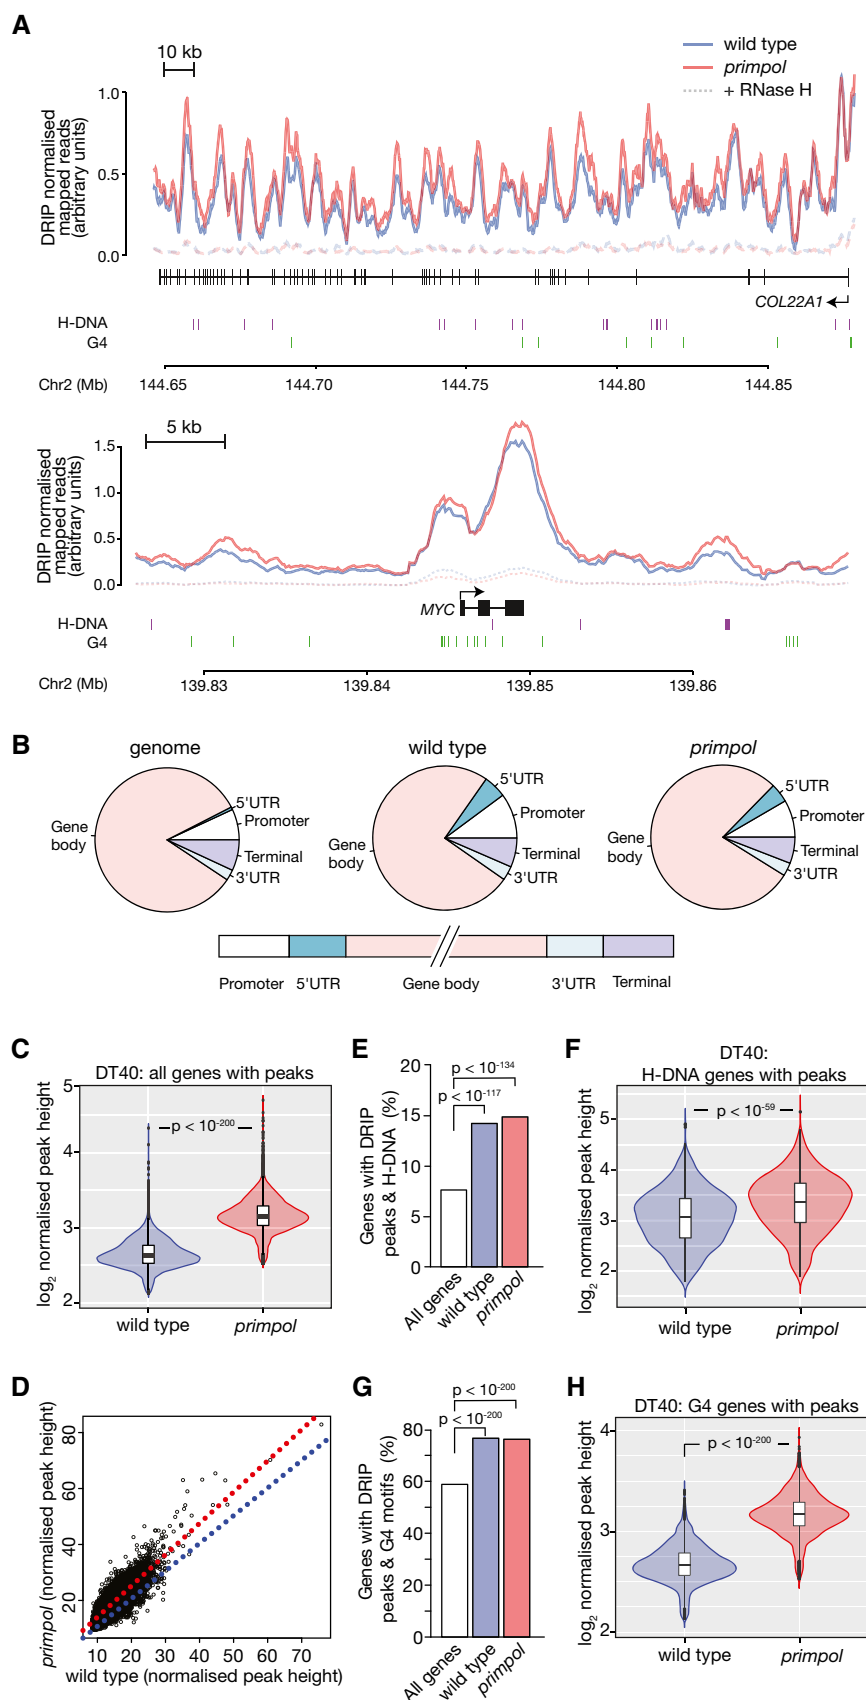 A
10 kb
wild type
primpol
+ RNase H
DRIP normalised
mapped reads
(arbitrary units)
1.0
0.5
0.0
COL22A1
H-DNA
G4
Chr2 (Mb)
144.65
144.70
144.75
144.80
144.85
5 kb
DRIP normalised
mapped reads
(arbitrary units)
1.5
1.0
0.5
0.0
MYC
H-DNA
G4
Chr2 (Mb)
139.83
139.84
139.85
139.86
B
genome
5'UTR
Promoter
Gene
body
Terminal
3'UTR
wild type
5'UTR
Promoter
Gene
body
Terminal
3'UTR
primpol
5'UTR
Promoter
Gene
body
Terminal
3'UTR
Promoter
5'UTR
Gene body
3'UTR
Terminal
C
DT40: all genes with peaks
log2 normalised peak height
5
4
3
2
p < 10^-200
wild type
primpol
E
Genes with DRIP
peaks & H-DNA (%)
20
15
10
5
0
p < 10^-134
p < 10^-117
All genes
wild type
primpol
F
DT40:
H-DNA genes with peaks
log2 normalised peak height
5
4
3
2
p < 10^-59
wild type
primpol
D
primpol (normalised peak height)
80
60
40
20
10
20
30
40
50
60
70
wild type (normalised peak height)
G
Genes with DRIP
peaks & G4 motifs (%)
80
60
40
20
0
p < 10^-200
p < 10^-200
All genes
wild type
primpol
H
DT40: G4 genes with peaks
log2 normalised peak height
4
3
2
p < 10^-200
wild type
primpol